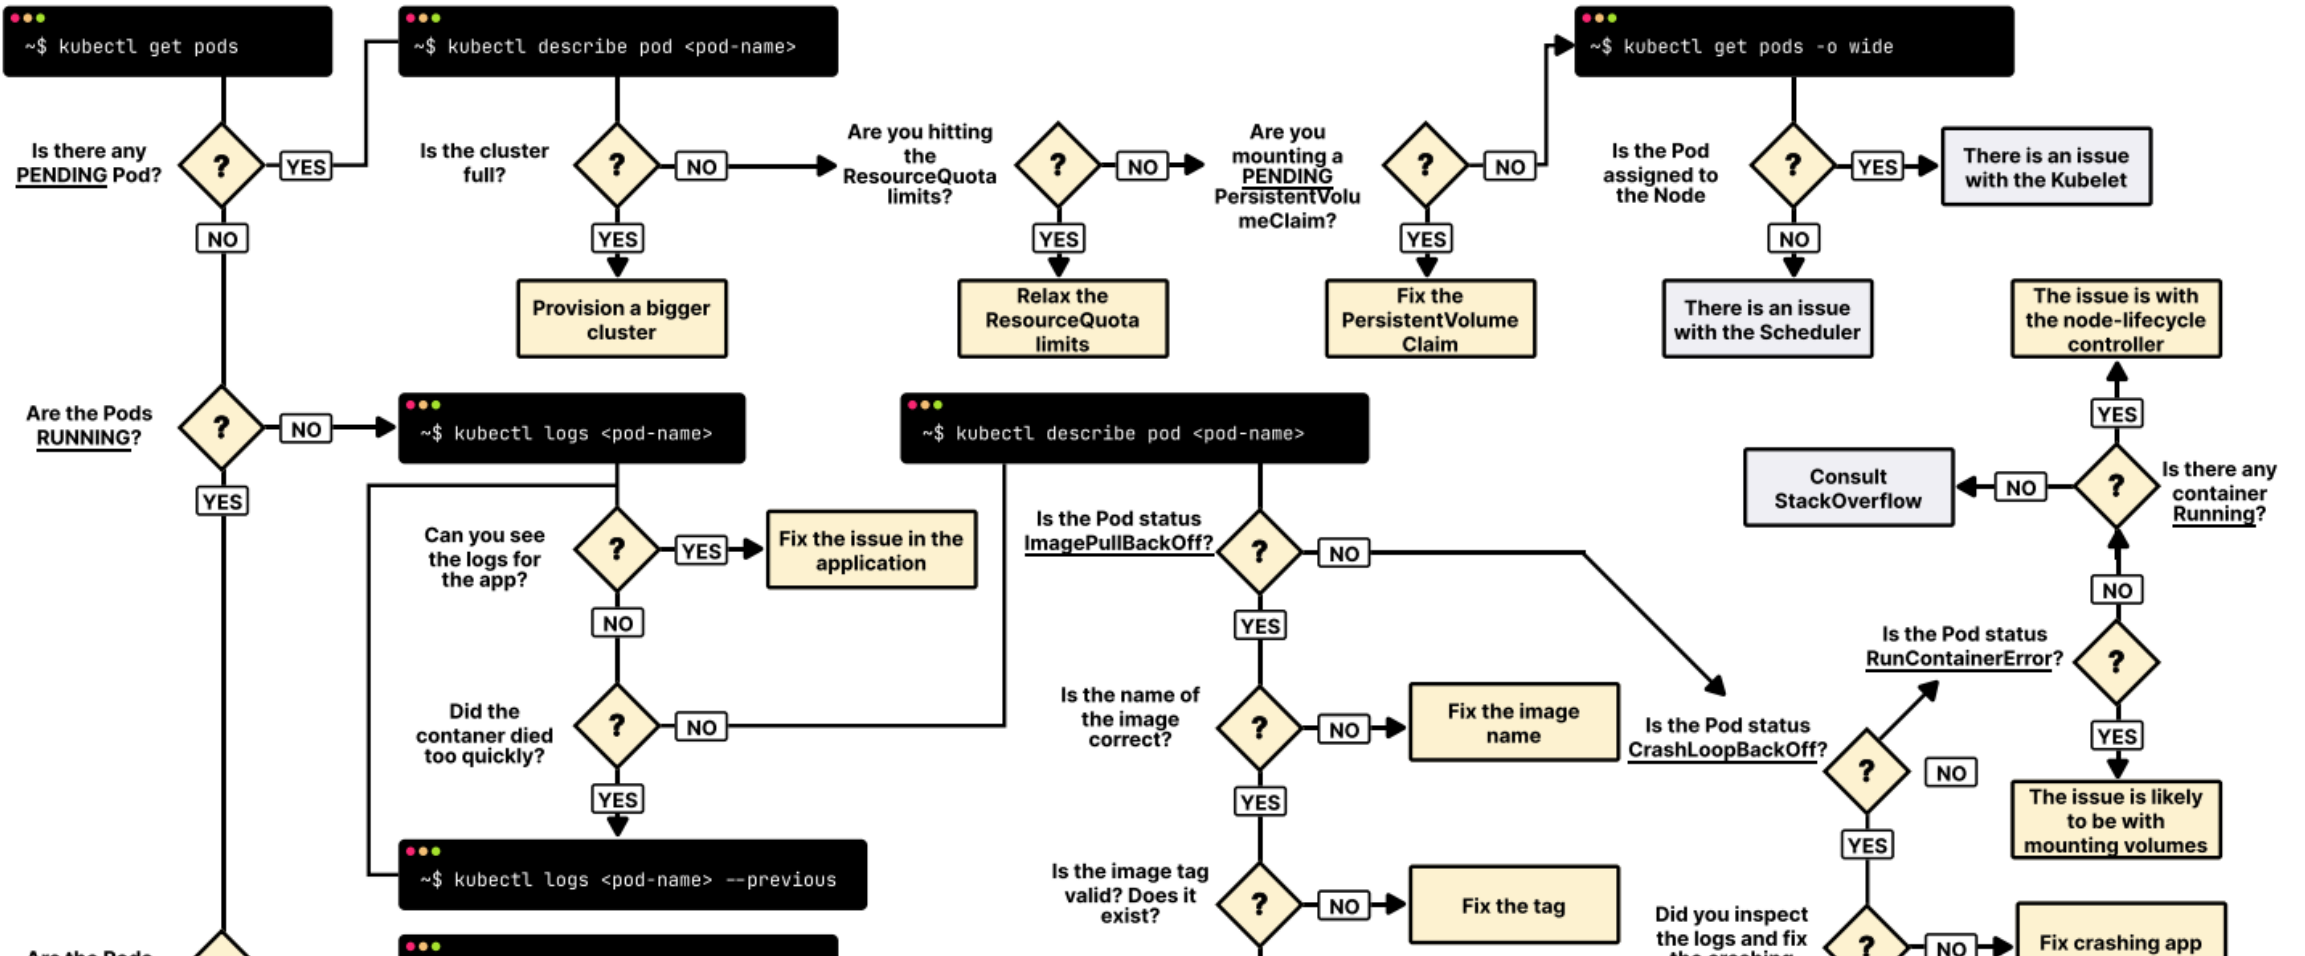 ~$ kubectl get pods
~$ kubectl describe pod <pod-name>
~$ kubectl get pods -o wide
Is there any
PENDING Pod?
?
YES
NO
Is the cluster
full?
?
NO
YES
Provision a bigger
cluster
Are you hitting
the
ResourceQuota
limits?
?
NO
YES
Relax the
ResourceQuota
limits
Are you
mounting a
PENDING
PersistentVolu
meClaim?
?
NO
YES
Fix the
PersistentVolume
Claim
Is the Pod
assigned to
the Node
?
YES
There is an issue
with the Kubelet
NO
There is an issue
with the Scheduler
The issue is with
the node-lifecycle
controller
YES
Are the Pods
RUNNING?
?
NO
YES
~$ kubectl logs <pod-name>
~$ kubectl describe pod <pod-name>
Consult
StackOverflow
NO
?
Is there any
container
Running?
Can you see
the logs for
the app?
?
YES
Fix the issue in the
application
NO
Is the Pod status
ImagePullBackOff?
?
NO
YES
NO
Is the Pod status
RunContainerError?
?
YES
The issue is likely
to be with
mounting volumes
Did the
contaner died
too quickly?
?
NO
YES
Is the name of
the image
correct?
?
NO
Fix the image
name
YES
Is the Pod status
CrashLoopBackOff?
?
NO
YES
~$ kubectl logs <pod-name> --previous
Is the image tag
valid? Does it
exist?
?
NO
Fix the tag
Did you inspect
the logs and fix
the crashing
?
NO
Fix crashing app
Are the Pods